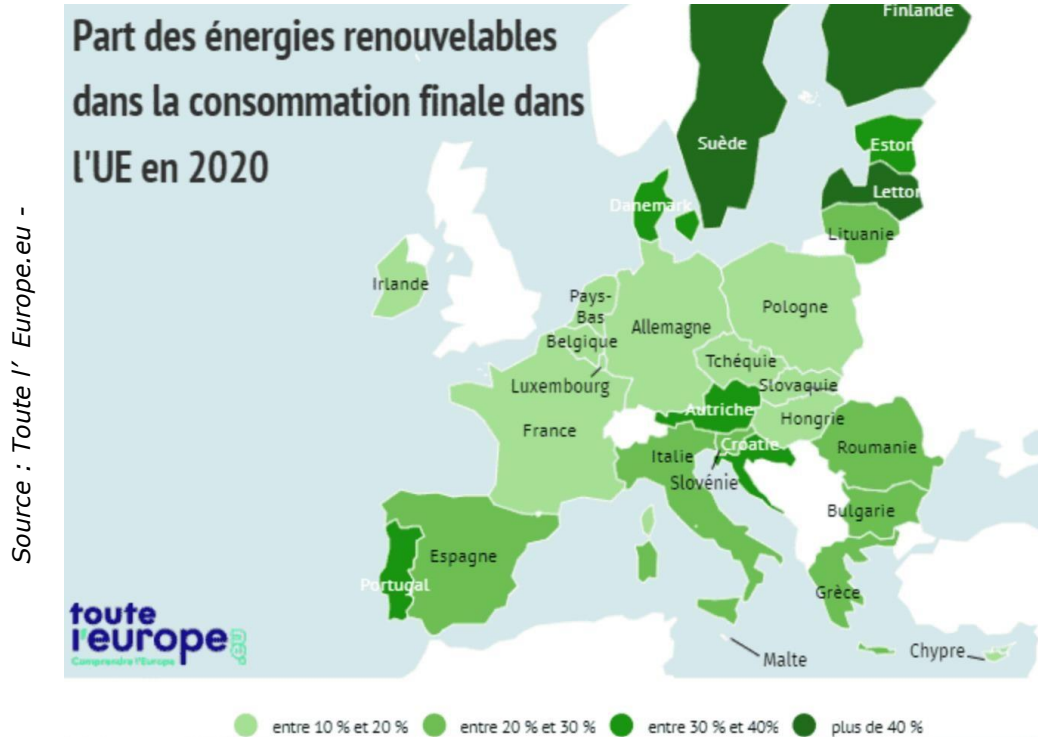 Part des énergies renouvelables
dans la consommation finale dans
l'UE en 2020
Source : Toute l’ Europe.eu -
Finlande
Suède
Eston
Letton
Danemark
Lituanie
Irlande
Pays-
Bas
Pologne
Allemagne
Belgique
Tchéquie
Luxembourg
Slovaquie
Autriche
Hongrie
France
Croatie
Roumanie
Italie
Slovénie
Bulgarie
Espagne
Portugal
Grèce
Malte
Chypre
toute
l'europe.eu
Comprendre l'Europe
entre 10 % et 20 %
entre 20 % et 30 %
entre 30 % et 40%
plus de 40 %